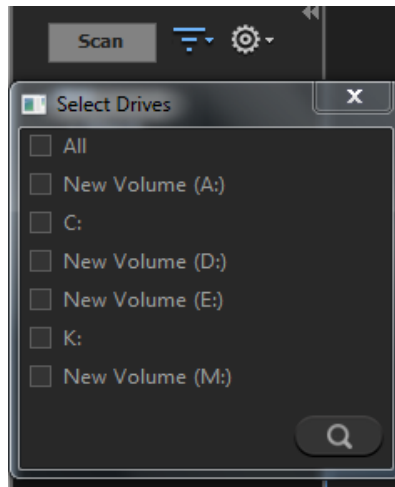 Scan
Select Drives
x
All
New Volume (A:)
C:
New Volume (D:)
New Volume (E:)
K:
New Volume (M:)